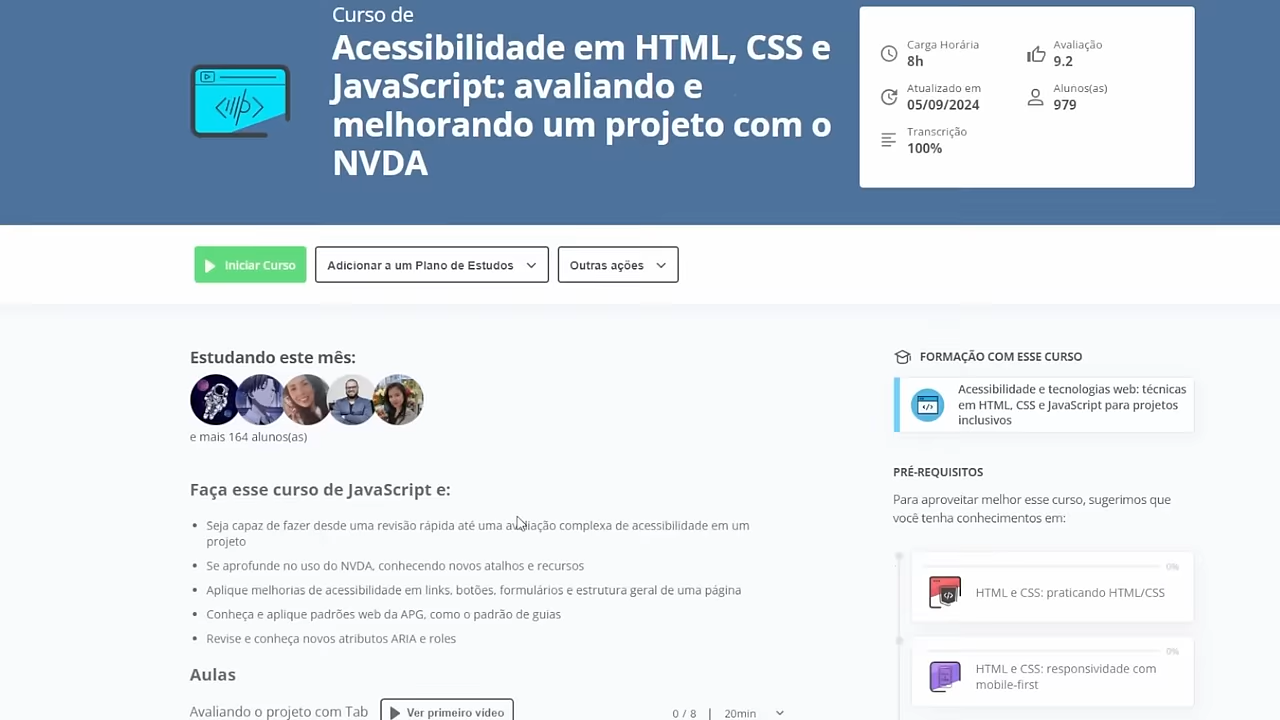 Curso de
Acessibilidade em HTML, CSS e
JavaScript: avaliando e
melhorando um projeto com o
NVDA
Carga Horária
8h
Avaliação
9.2
Atualizado em
05/09/2024
Alunos(as)
979
Transcrição
100%
Iniciar Curso
Adicionar a um Plano de Estudos
Outras ações
Estudando este mês:
e mais 164 alunos(as)
Faça esse curso de JavaScript e:
Seja capaz de fazer desde uma revisão rápida até uma avaliação complexa de acessibilidade em um
projeto
Se aprofunde no uso do NVDA, conhecendo novos atalhos e recursos
Aplique melhorias de acessibilidade em links, botões, formulários e estrutura geral de uma página
Conheça e aplique padrões web da APG, como o padrão de guias
Revise e conheça novos atributos ARIA e roles
Aulas
Avaliando o projeto com Tab
Ver primeiro vídeo
0 / 8 | 20min
FORMAÇÃO COM ESSE CURSO
Acessibilidade e tecnologias web: técnicas
em HTML, CSS e JavaScript para projetos
inclusivos
PRÉ-REQUISITOS
Para aproveitar melhor esse curso, sugerimos que
você tenha conhecimentos em:
0%
HTML e CSS: praticando HTML/CSS
0%
HTML e CSS: responsividade com
mobile-first